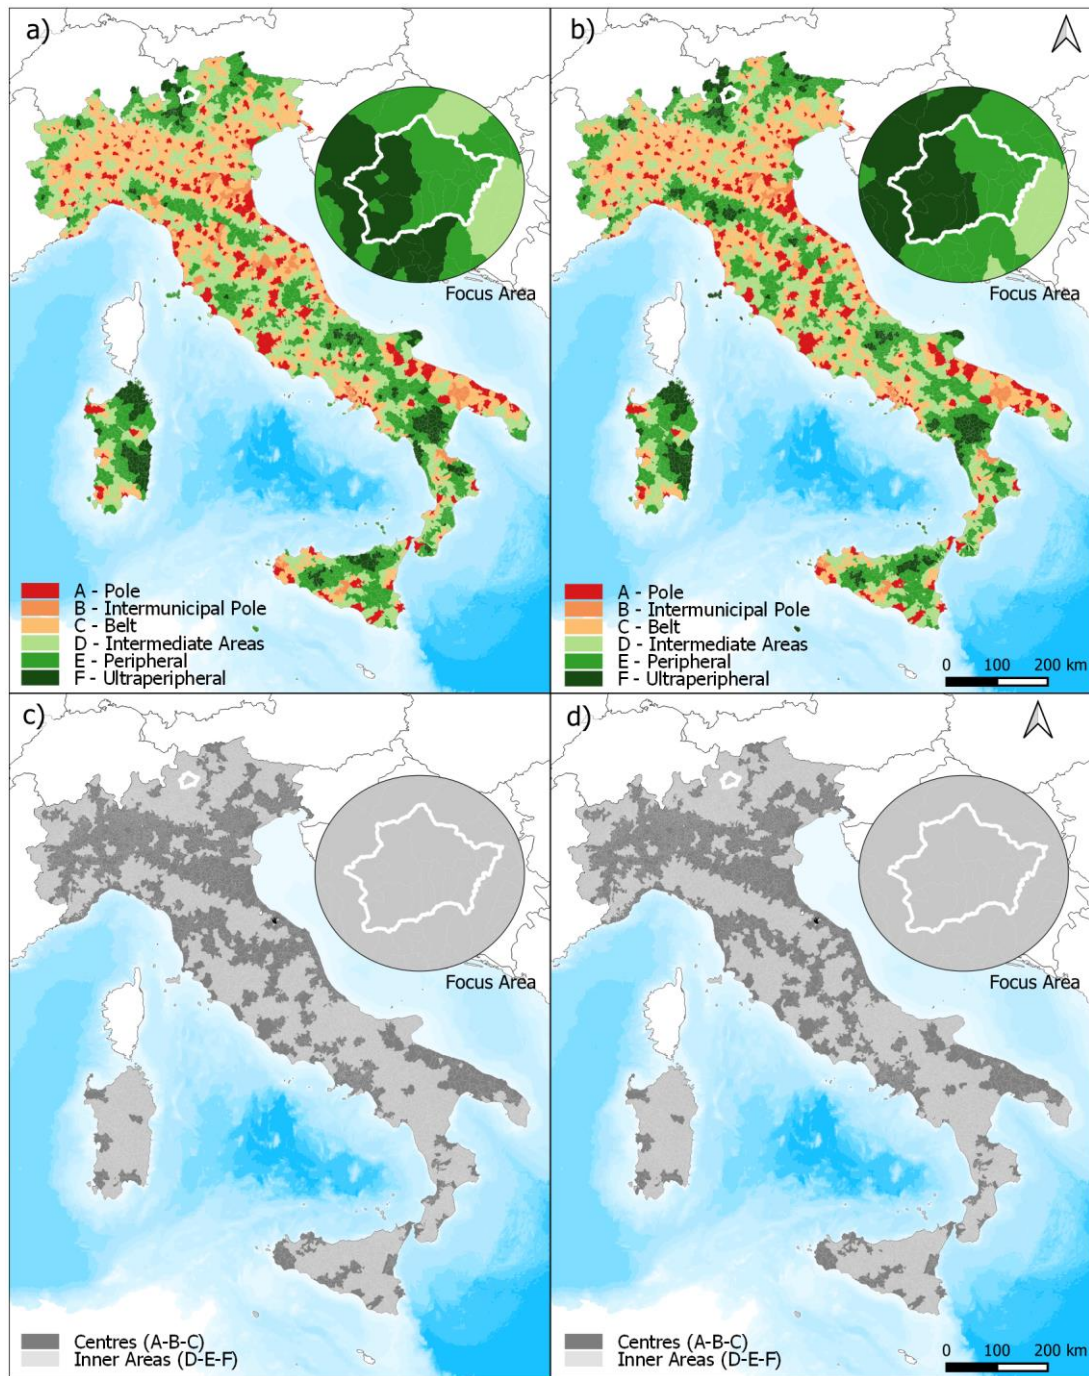 a)
Focus Area
A - Pole
B - Intermunicipal Pole
C - Belt
D - Intermediate Areas
E - Peripheral
F - Ultraperipheral
b)
Focus Area
A - Pole
B - Intermunicipal Pole
C - Belt
D - Intermediate Areas
E - Peripheral
F - Ultraperipheral
0 100 200 km
c)
Focus Area
Centres (A-B-C)
Inner Areas (D-E-F)
d)
Focus Area
Centres (A-B-C)
Inner Areas (D-E-F)
0 100 200 km